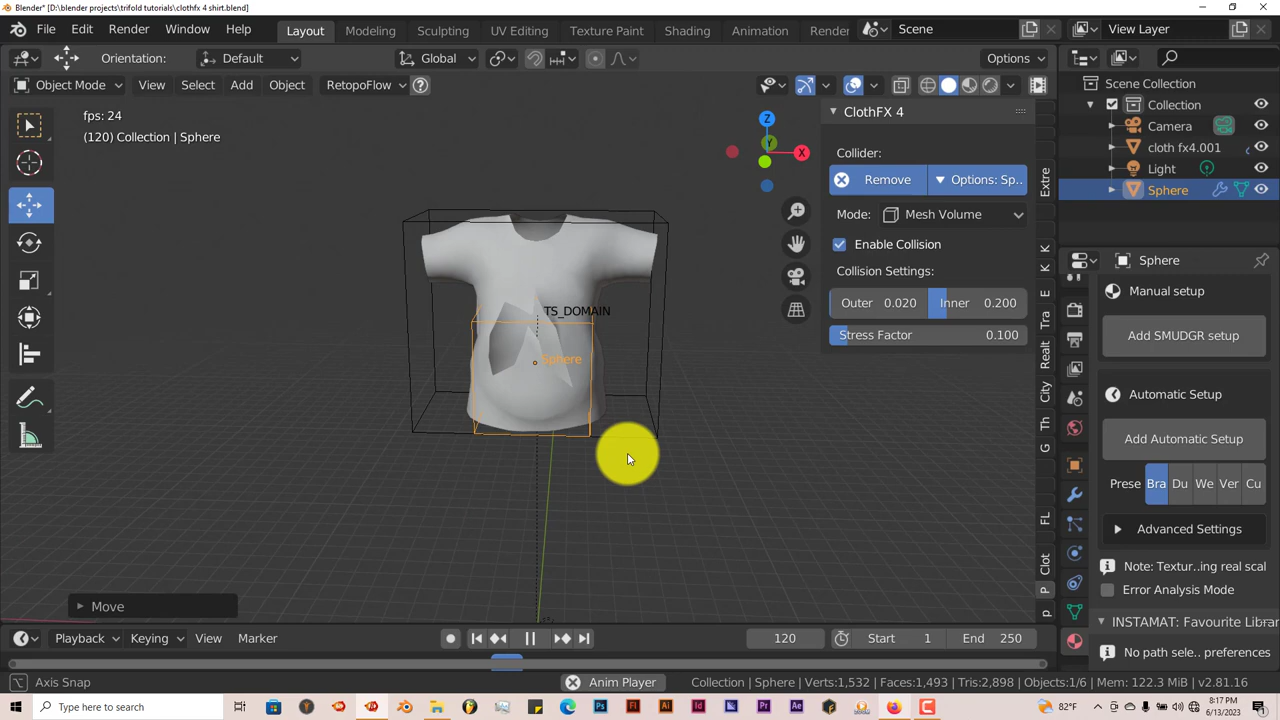 Blender* [D:\blender projects\trifold tutorials\clothfx 4 shirt.blend]
File Edit Render Window Help Layout Modeling Sculpting UV Editing Texture Paint Shading Animation Render Scene View Layer
Orientation: Default Global Options
Object Mode View Select Add Object RetopoFlow
fps: 24
(120) Collection | Sphere
TS_DOMAIN
Sphere
Z
Y
X
Move
ClothFX 4
Collider:
Remove Options: Sp..
Mode: Mesh Volume
Enable Collision
Collision Settings:
Outer 0.020 Inner 0.200
Stress Factor 0.100
Extre
K
K
E
Tra
Realt
City
Th
G
FL
Clot
P
p
Scene Collection
Collection
Camera
cloth fx4.001
Light
Sphere
Sphere
Manual setup
Add SMUDGR setup
Automatic Setup
Add Automatic Setup
Prese Bra Du We Ver Cu
Advanced Settings
Note: Textur..ing real scal
Error Analysis Mode
INSTAMAT: Favourite Librar
No path sele.. preferences
Playback Keying View Marker 120 Start 1 End 250
Axis Snap Anim Player Collection | Sphere | Verts:1,532 | Faces:1,493 | Tris:2,898 | Objects:1/6 | Mem: 122.3 MiB | v2.81.16
Type here to search 82°F 8:17 PM
6/13/2023